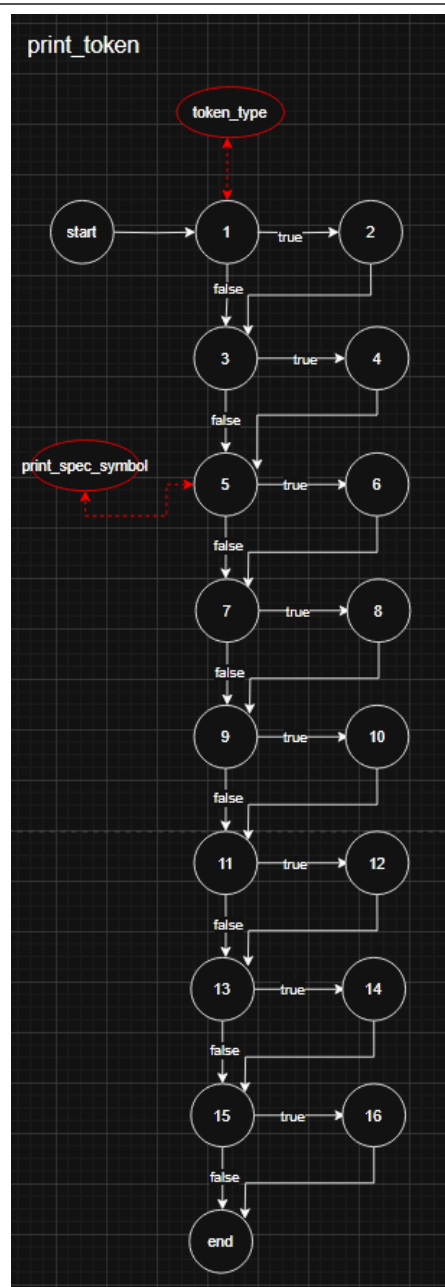 print_token
token_type
start
1
true
2
false
3
true
4
false
print_spec_symbol
5
true
6
false
7
true
8
false
9
true
10
false
11
true
12
false
13
true
14
false
15
true
16
false
end